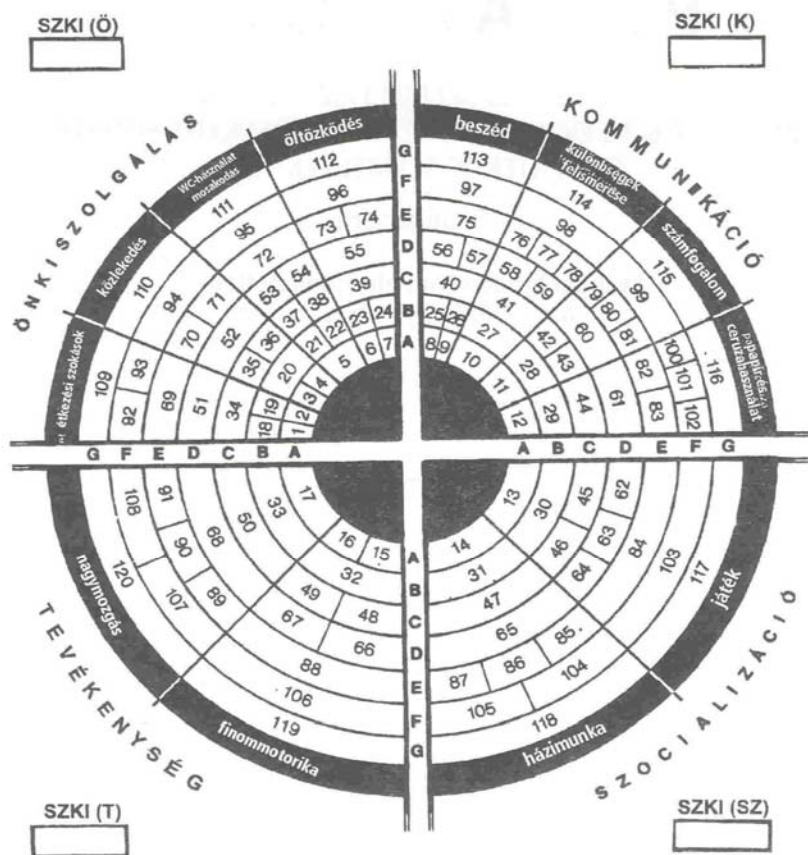 SZKI (Ö)
SZKI (K)
ÖNKISZOLGÁLÁS
KOMMUNIKÁCIÓ
étkezési szokások
közlekedés
WC-használat
mosakodás
öltözködés
beszéd
különbségek
felismerése
számfogalom
papír- és
ceruzahasználat
G
F
E
D
C
B
A
109 110 111 112
92 93 94 95 96
69 70 71 72 73 74
51 52 53 54 55
34 35 36 37 38 39
18 19 20 21 22 23 24
1 2 3 4 5 6 7
113 114 115 116
97 98 99 100 101 102
75 76 77 78 79 80 81 82 83
56 57 58 59 60 61
40 41 42 43 44
25 26 27 28 29
8 9 10 11 12
G F E D C B A
A B C D E F G
17 16 15
33 32
50 49 48
68 67 66
91 90 89 88
108 107 106
120 119
13 14
30 31
45 46 47
62 63 64 65
84 85 86 87
103 104 105
117 118
A
B
C
D
E
F
G
nagymozgás
finommotorika
házimunka
játék
TEVÉKENYSÉG
SZOCIALIZÁCIÓ
SZKI (T)
SZKI (SZ)